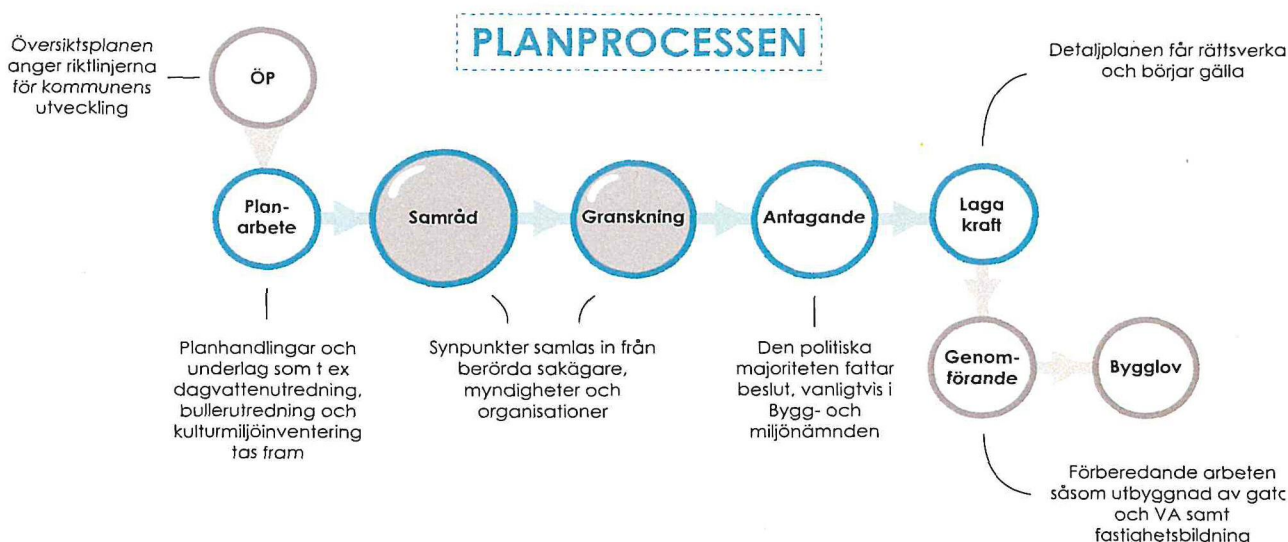 PLANPROCESSEN
Översiktsplanen
anger riktlinjerna
för kommunens
utveckling
ÖP
Detaljplanen får rättsverka
och börjar gälla
Plan-
arbete
Samråd
Granskning
Antagande
Laga
kraft
Planhandlingar och
underlag som t ex
dagvattenutredning,
bullerutredning och
kulturmiljöinventering
tas fram
Synpunkter samlas in från
berörda sakägare,
myndigheter och
organisationer
Den politiska
majoriteten fattar
beslut, vanligtvis i
Bygg- och
miljönämnden
Genom-
förande
Bygglov
Förberedande arbeten
såsom utbyggnad av gato
och VA samt
fastighetsbildning